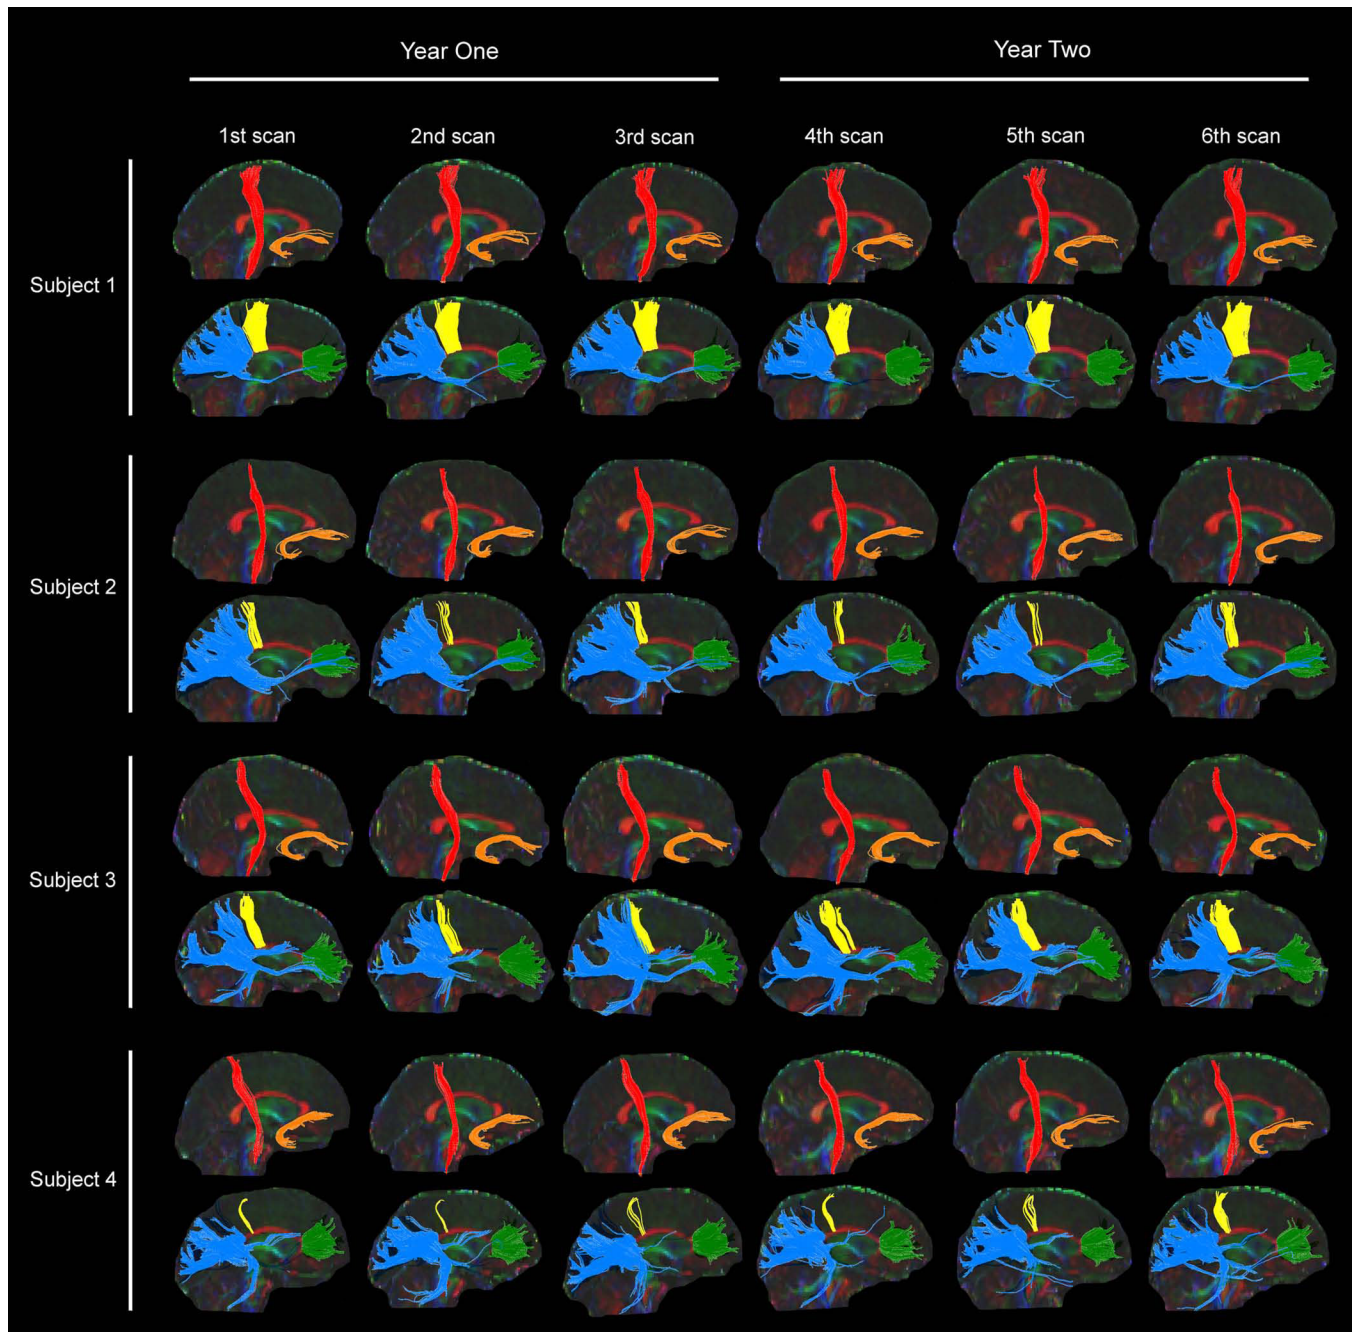 Year One
Year Two
1st scan
2nd scan
3rd scan
4th scan
5th scan
6th scan
Subject 1
Subject 2
Subject 3
Subject 4